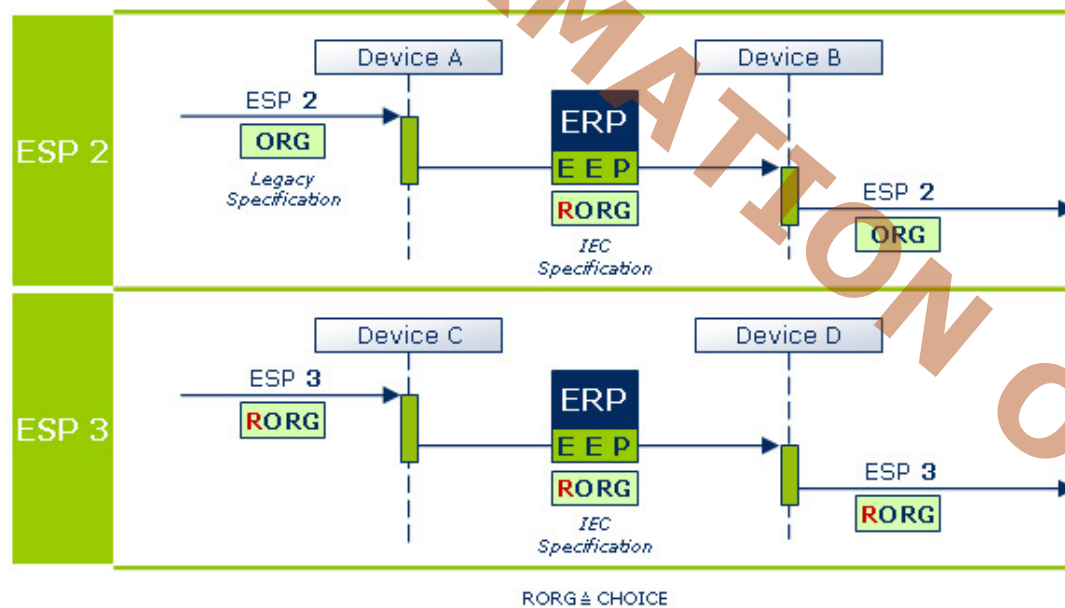 ESP 2
Device A
Device B
ESP 2
ORG
Legacy
Specification
ERP
EEP
RORG
IEC
Specification
ESP 2
ORG
ESP 3
Device C
Device D
ESP 3
RORG
ERP
EEP
RORG
IEC
Specification
ESP 3
RORG
RORG ≙ CHOICE
RMATION O